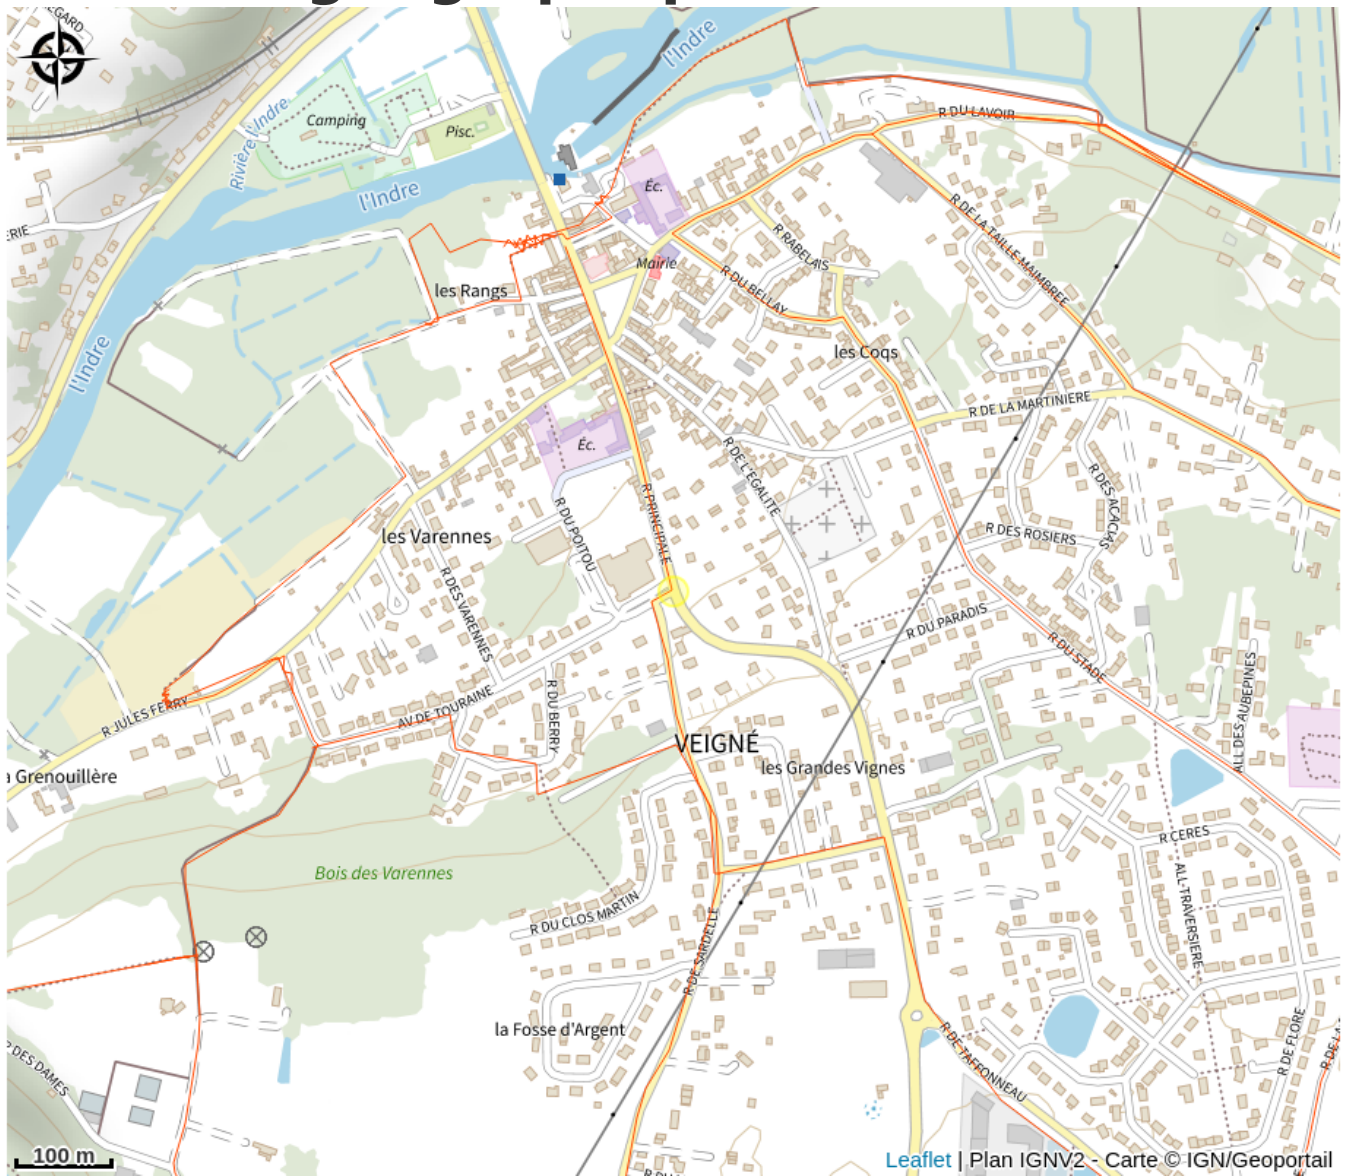 l'Indre
R DU LAVOIR
Camping
Pisc.
Rivière l'Indre
Éc.
l'Indre
R DE LA TAILLE MAIMBREE
R RABELAIS
Mairie
R DU BELLAY
les Rangs
l'Indre
les Coqs
R DE LA MARTINIERE
Éc.
R DE L'EGALITE
R PRINCIPALE
R DES ACACIAS
R DU POITOU
les Varennes
R DES ROSIERS
R DES VARENNES
R DU PARADIS
R DU STADE
ALL DES AUBEPINES
R JULES FERRY
AV DE TOURAINE
R DU BERRY
VEIGNÉ
les Grandes Vignes
a Grenouillère
R CERES
Bois des Varennes
ALL TRAVERSIERE
R DU CLOS MARTIN
R DE SARDELLE
la Fosse d'Argent
R DE TAFFONNEAU
R DE FLORE
R DES DAMES
100 m
Leaflet | Plan IGNV2 - Carte © IGN/Geoportail